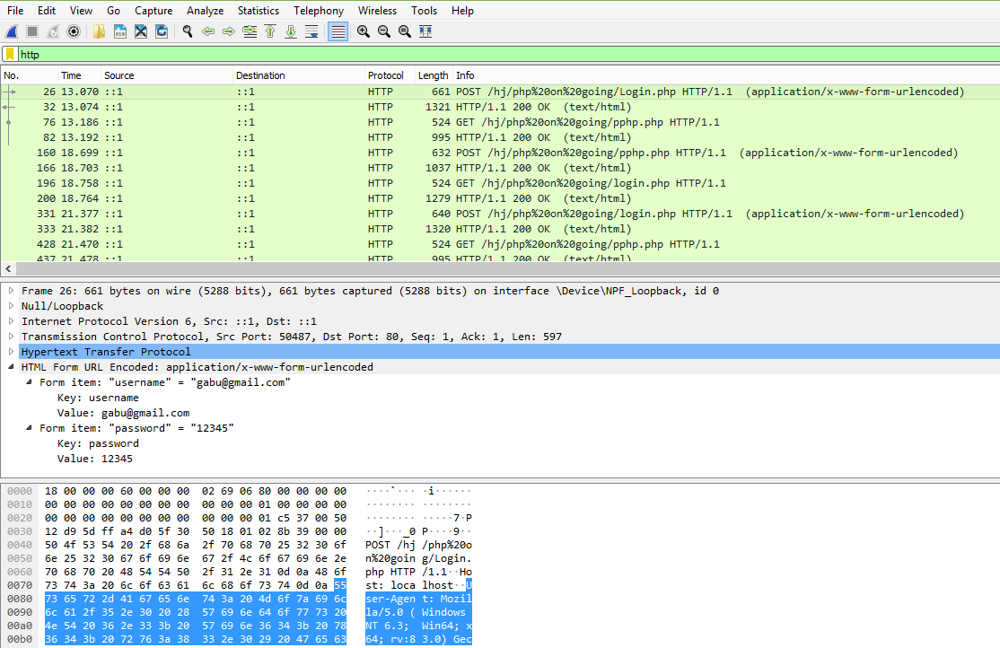 File Edit View Go Capture Analyze Statistics Telephony Wireless Tools Help
http
No. Time Source Destination Protocol Length Info
26 13.070 ::1 ::1 HTTP 661 POST /hj/php%20on%20going/Login.php HTTP/1.1 (application/x-www-form-urlencoded)
32 13.074 ::1 ::1 HTTP 1321 HTTP/1.1 200 OK (text/html)
76 13.186 ::1 ::1 HTTP 524 GET /hj/php%20on%20going/pphp.php HTTP/1.1
82 13.192 ::1 ::1 HTTP 995 HTTP/1.1 200 OK (text/html)
160 18.699 ::1 ::1 HTTP 632 POST /hj/php%20on%20going/pphp.php HTTP/1.1 (application/x-www-form-urlencoded)
166 18.703 ::1 ::1 HTTP 1037 HTTP/1.1 200 OK (text/html)
196 18.758 ::1 ::1 HTTP 524 GET /hj/php%20on%20going/login.php HTTP/1.1
200 18.764 ::1 ::1 HTTP 1279 HTTP/1.1 200 OK (text/html)
331 21.377 ::1 ::1 HTTP 640 POST /hj/php%20on%20going/login.php HTTP/1.1 (application/x-www-form-urlencoded)
333 21.382 ::1 ::1 HTTP 1320 HTTP/1.1 200 OK (text/html)
428 21.470 ::1 ::1 HTTP 524 GET /hj/php%20on%20going/pphp.php HTTP/1.1
437 21.478 ::1 ::1 HTTP 995 HTTP/1.1 200 OK (text/html)
Frame 26: 661 bytes on wire (5288 bits), 661 bytes captured (5288 bits) on interface \Device\NPF_Loopback, id 0
Null/Loopback
Internet Protocol Version 6, Src: ::1, Dst: ::1
Transmission Control Protocol, Src Port: 50487, Dst Port: 80, Seq: 1, Ack: 1, Len: 597
Hypertext Transfer Protocol
HTML Form URL Encoded: application/x-www-form-urlencoded
Form item: "username" = "gabu@gmail.com"
Key: username
Value: gabu@gmail.com
Form item: "password" = "12345"
Key: password
Value: 12345
0000 18 00 00 00 60 00 00 00 02 69 06 80 00 00 00 00 ····`··· ·i······
0010 00 00 00 00 00 00 00 00 00 01 00 00 00 00 00 00 ········ ········
0020 00 00 00 00 00 00 00 00 00 00 00 01 c5 37 00 50 ········ ·····7·P
0030 12 d9 5d ff a4 d0 5f 30 50 18 01 02 8b 39 00 00 ··]···_0 P····9··
0040 50 4f 53 54 20 2f 68 6a 2f 70 68 70 25 32 30 6f POST /hj /php%20o
0050 6e 25 32 30 67 6f 69 6e 67 2f 4c 6f 67 69 6e 2e n%20goin g/Login.
0060 70 68 70 20 48 54 54 50 2f 31 2e 31 0d 0a 48 6f php HTTP /1.1··Ho
0070 73 74 3a 20 6c 6f 63 61 6c 68 6f 73 74 0d 0a 55 st: loca lhost··U
0080 73 65 72 2d 41 67 65 6e 74 3a 20 4d 6f 7a 69 6c ser-Agen t: Mozil
0090 6c 61 2f 35 2e 30 20 28 57 69 6e 64 6f 77 73 20 la/5.0 ( Windows
00a0 4e 54 20 36 2e 33 3b 20 57 69 6e 36 34 3b 20 78 NT 6.3; Win64; x
00b0 36 34 3b 20 72 76 3a 38 33 2e 30 29 20 47 65 63 64; rv:8 3.0) Gec